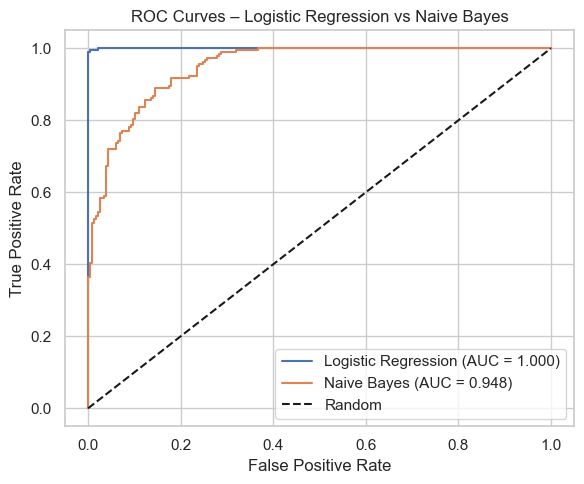 ROC Curves – Logistic Regression vs Naive Bayes
True Positive Rate
1.0
0.8
0.6
0.4
0.2
0.0
0.0 0.2 0.4 0.6 0.8 1.0
False Positive Rate
Logistic Regression (AUC = 1.000)
Naive Bayes (AUC = 0.948)
Random